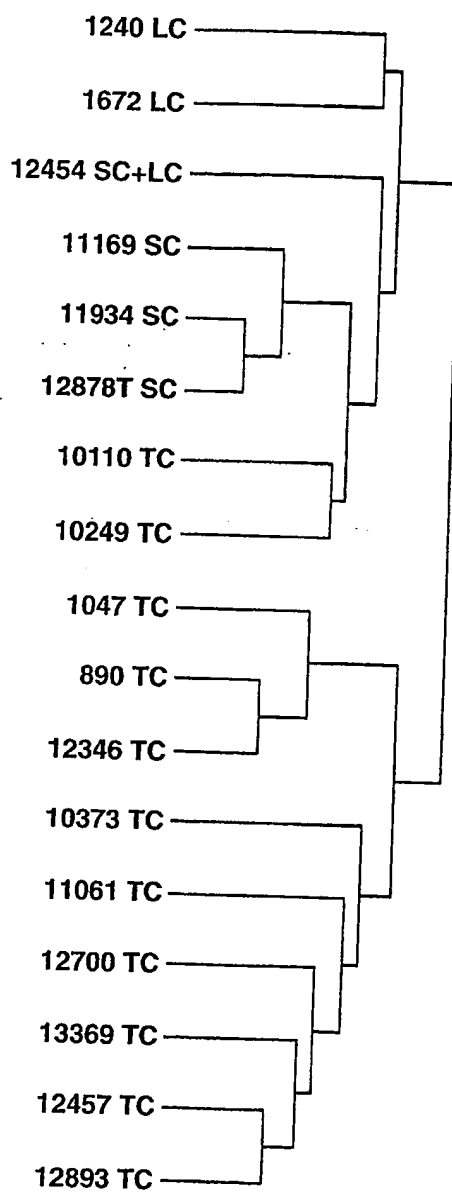 1240 LC
1672 LC
12454 SC+LC
11169 SC
11934 SC
12878T SC
10110 TC
10249 TC
1047 TC
890 TC
12346 TC
10373 TC
11061 TC
12700 TC
13369 TC
12457 TC
12893 TC